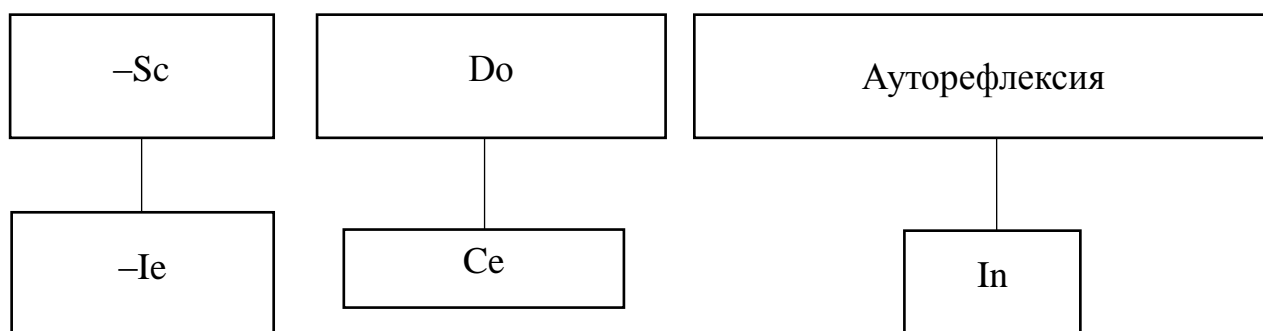 –Sc
Do
Ауторефлексия
–Ie
Ce
In